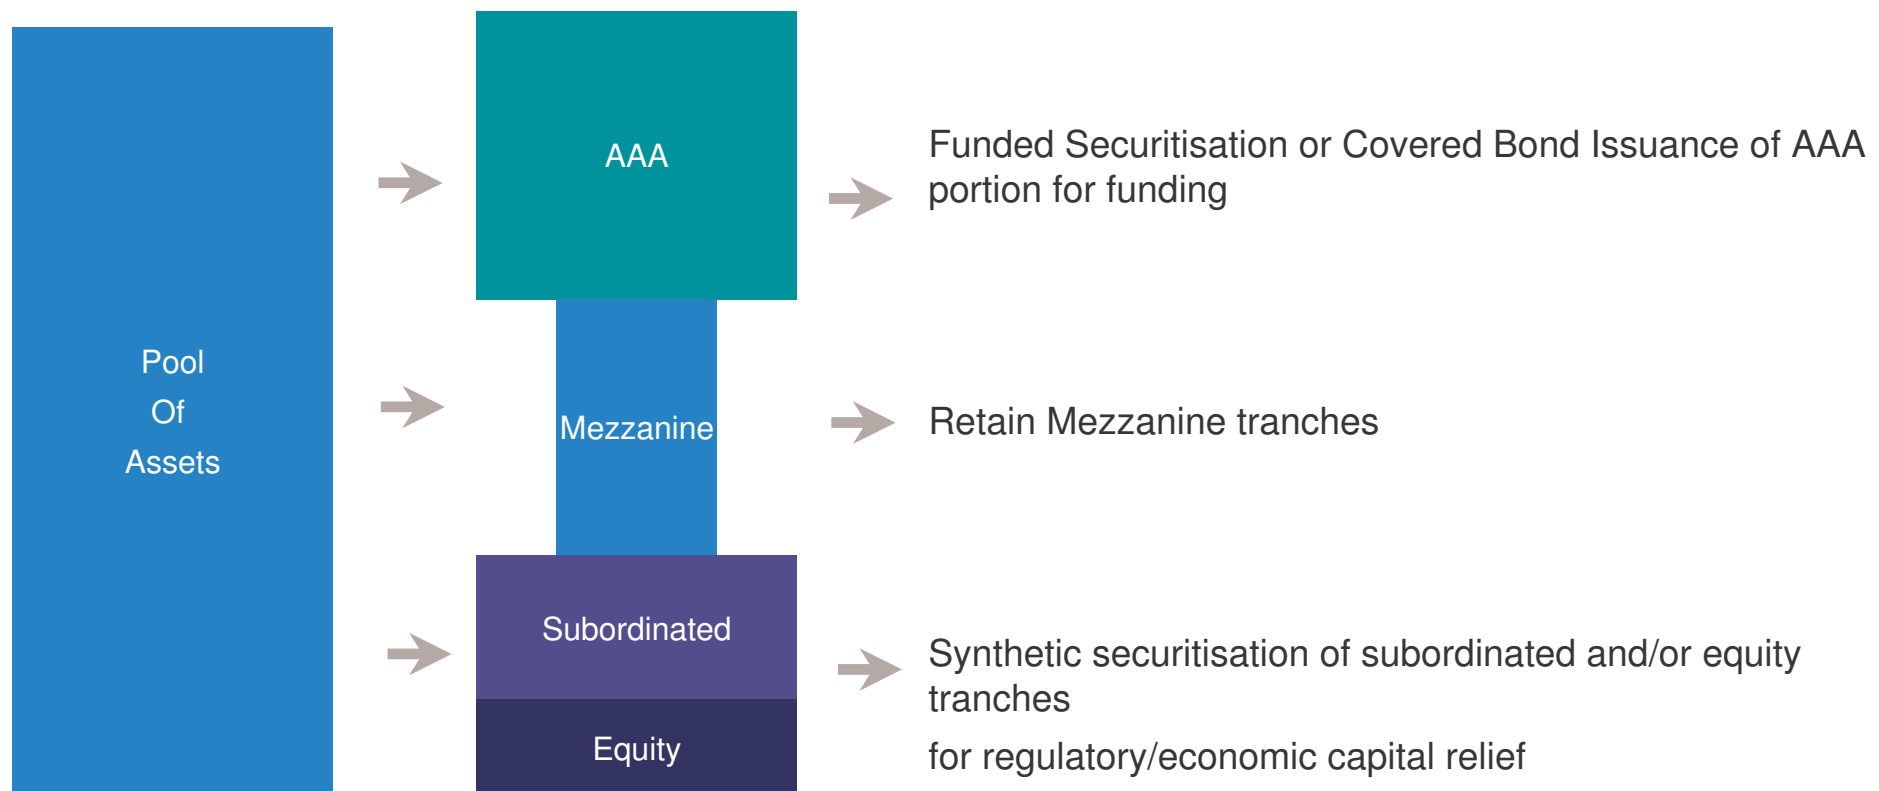 Pool
Of
Assets
AAA
Mezzanine
Subordinated
Equity
Funded Securitisation or Covered Bond Issuance of AAA
portion for funding
Retain Mezzanine tranches
Synthetic securitisation of subordinated and/or equity
tranches
for regulatory/economic capital relief